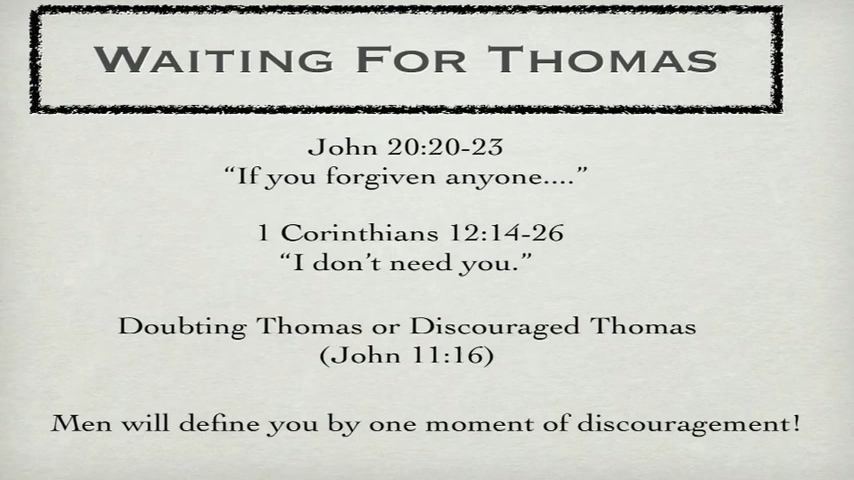 WAITING FOR THOMAS
John 20:20-23
“If you forgiven anyone....”
1 Corinthians 12:14-26
“I don’t need you.”
Doubting Thomas or Discouraged Thomas
(John 11:16)
Men will define you by one moment of discouragement!